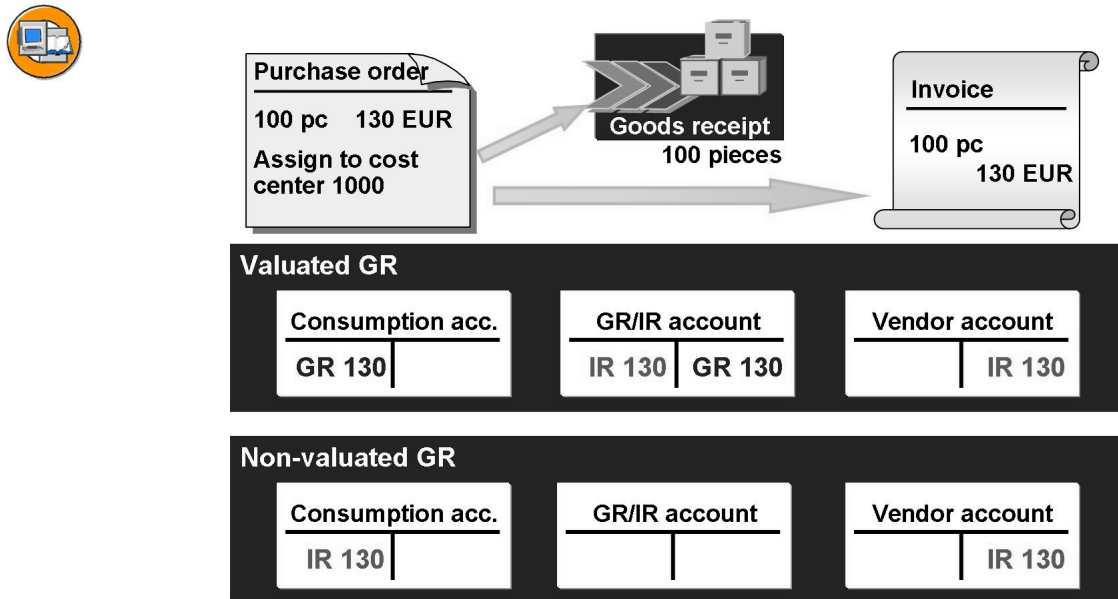 Purchase order
100 pc 130 EUR
Assign to cost
center 1000
Goods receipt
100 pieces
Invoice
100 pc
130 EUR
Valuated GR
Consumption acc.
GR 130
GR/IR account
IR 130 GR 130
Vendor account
IR 130
Non-valuated GR
Consumption acc.
IR 130
GR/IR account
Vendor account
IR 130